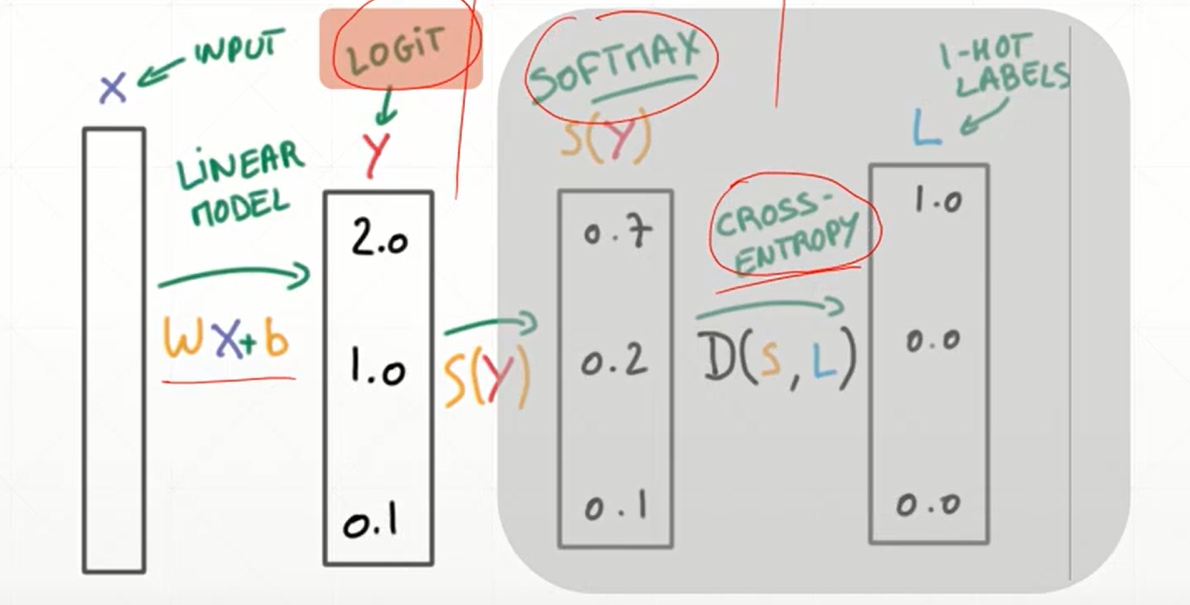 INPUT
X
LINEAR
MODEL
WX+b
LOGIT
Y
2.0
1.0
0.1
S(Y)
SOFTMAX
S(Y)
0.7
0.2
0.1
CROSS-
ENTROPY
D(S,L)
1-HOT
LABELS
L
1.0
0.0
0.0